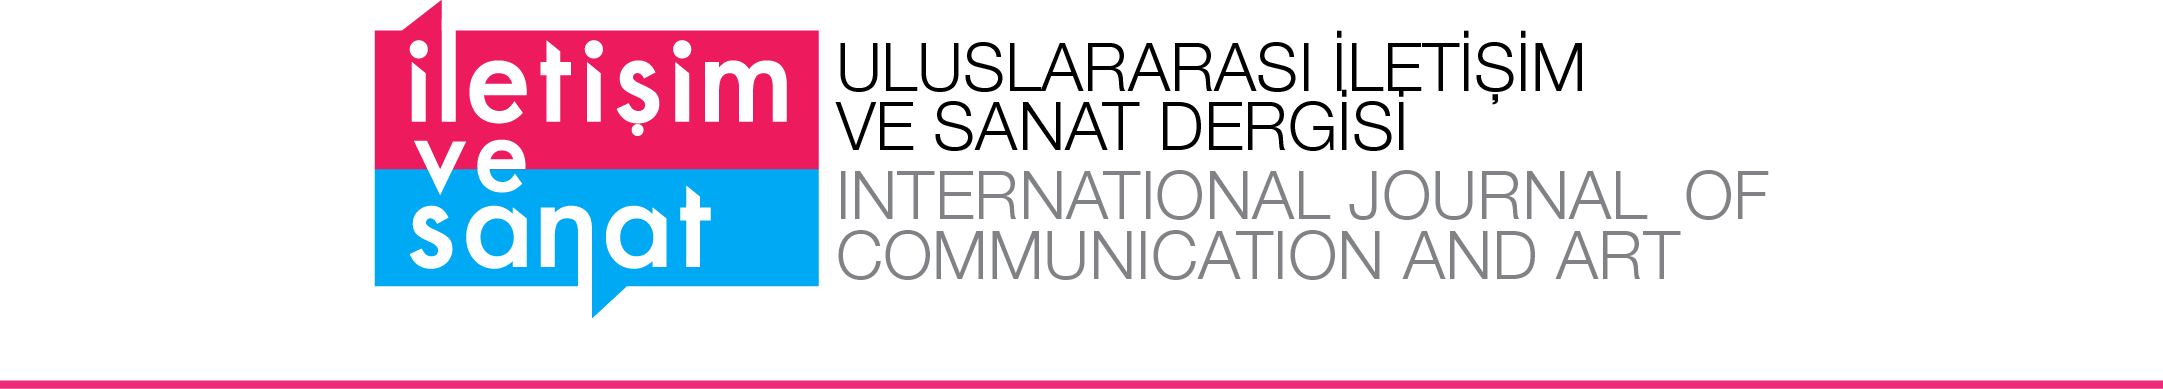 iletişim
ve
sanat
ULUSLARARASI İLETİŞİM
VE SANAT DERGİSİ
INTERNATIONAL JOURNAL OF
COMMUNICATION AND ART